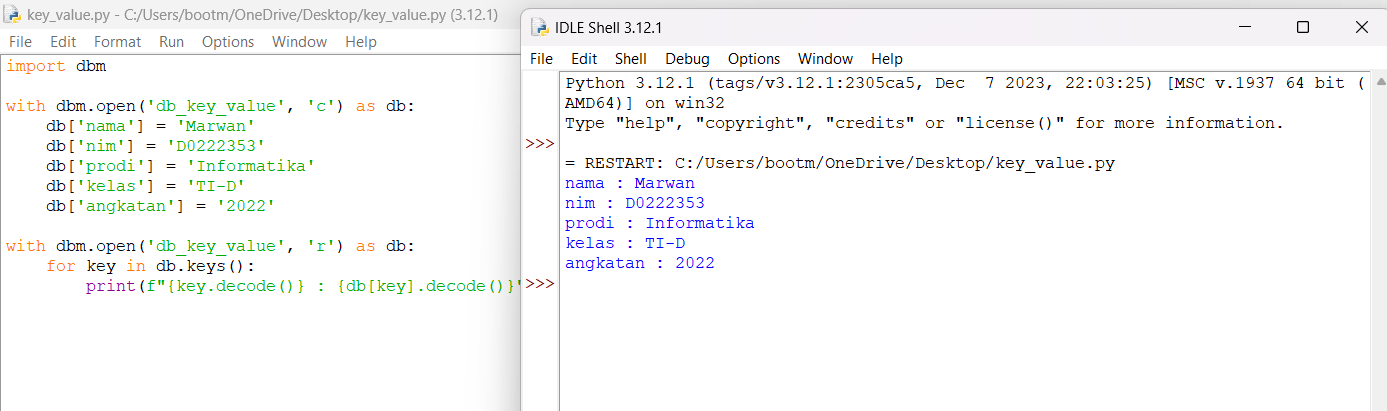 key_value.py - C:/Users/bootm/OneDrive/Desktop/key_value.py (3.12.1)
File Edit Format Run Options Window Help
import dbm
with dbm.open('db_key_value', 'c') as db:
    db['nama'] = 'Marwan'
    db['nim'] = 'D0222353'
    db['prodi'] = 'Informatika'
    db['kelas'] = 'TI-D'
    db['angkatan'] = '2022'
with dbm.open('db_key_value', 'r') as db:
    for key in db.keys():
        print(f"{key.decode()} : {db[key].decode()}"
IDLE Shell 3.12.1
File Edit Shell Debug Options Window Help
Python 3.12.1 (tags/v3.12.1:2305ca5, Dec  7 2023, 22:03:25) [MSC v.1937 64 bit (
AMD64)] on win32
Type "help", "copyright", "credits" or "license()" for more information.
>>>
= RESTART: C:/Users/bootm/OneDrive/Desktop/key_value.py
nama : Marwan
nim : D0222353
prodi : Informatika
kelas : TI-D
angkatan : 2022
>>>